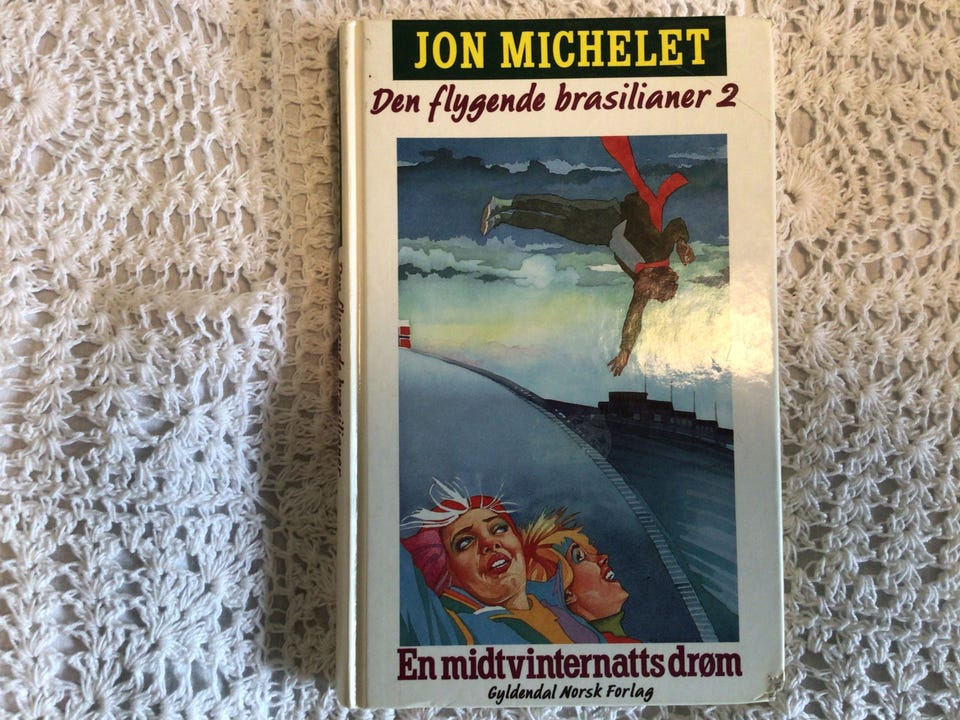 JON MICHELET
Den flygende brasilianer 2
En midtvinternatts drøm
Gyldendal Norsk Forlag